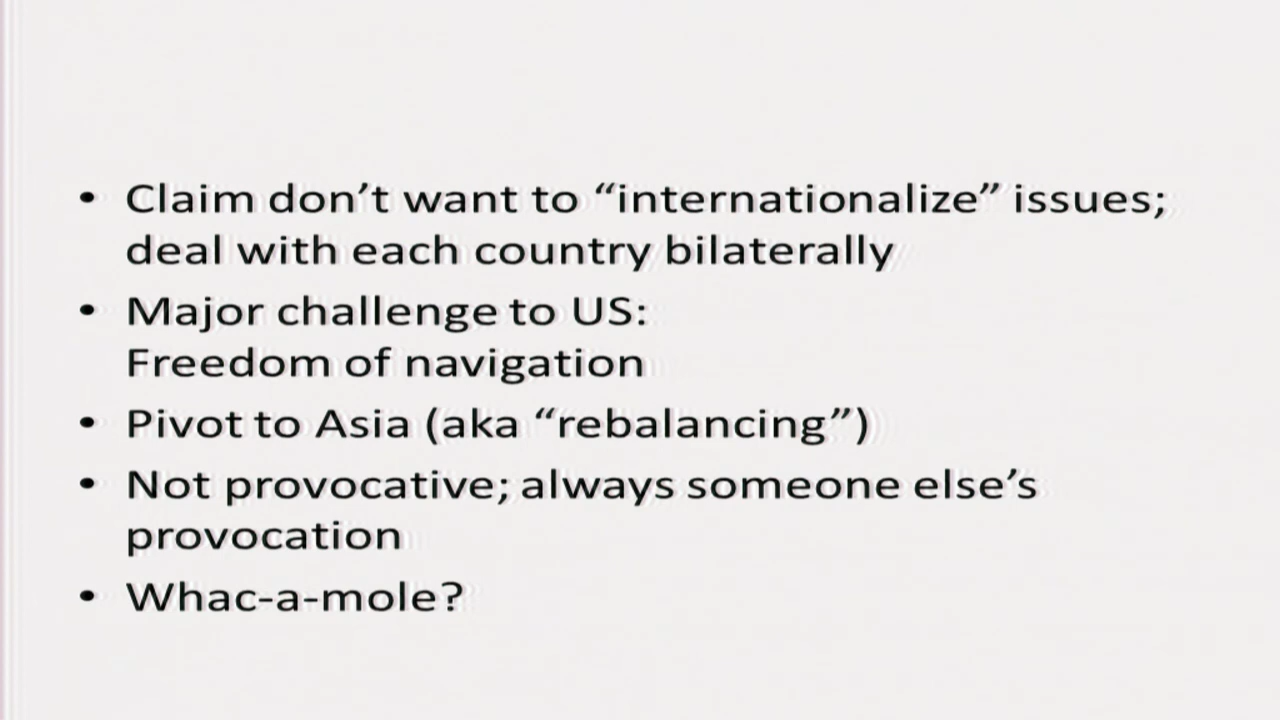 • Claim don’t want to “internationalize” issues;
deal with each country bilaterally
• Major challenge to US:
Freedom of navigation
• Pivot to Asia (aka “rebalancing”)
• Not provocative; always someone else’s
provocation
• Whac-a-mole?